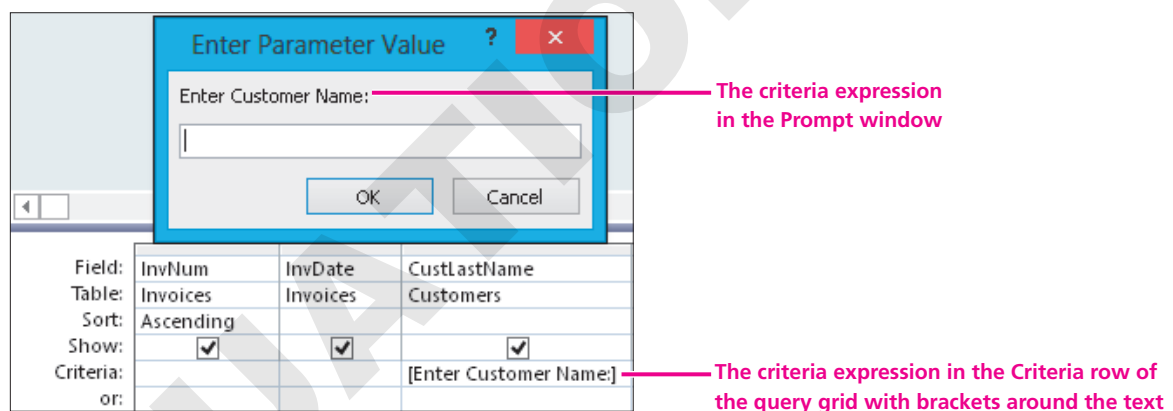 Enter Parameter Value ? ×
Enter Customer Name:
The criteria expression
in the Prompt window
OK Cancel
Field: InvNum InvDate CustLastName
Table: Invoices Invoices Customers
Sort: Ascending
Show:
Criteria: [Enter Customer Name:]
or:
The criteria expression in the Criteria row of
the query grid with brackets around the text